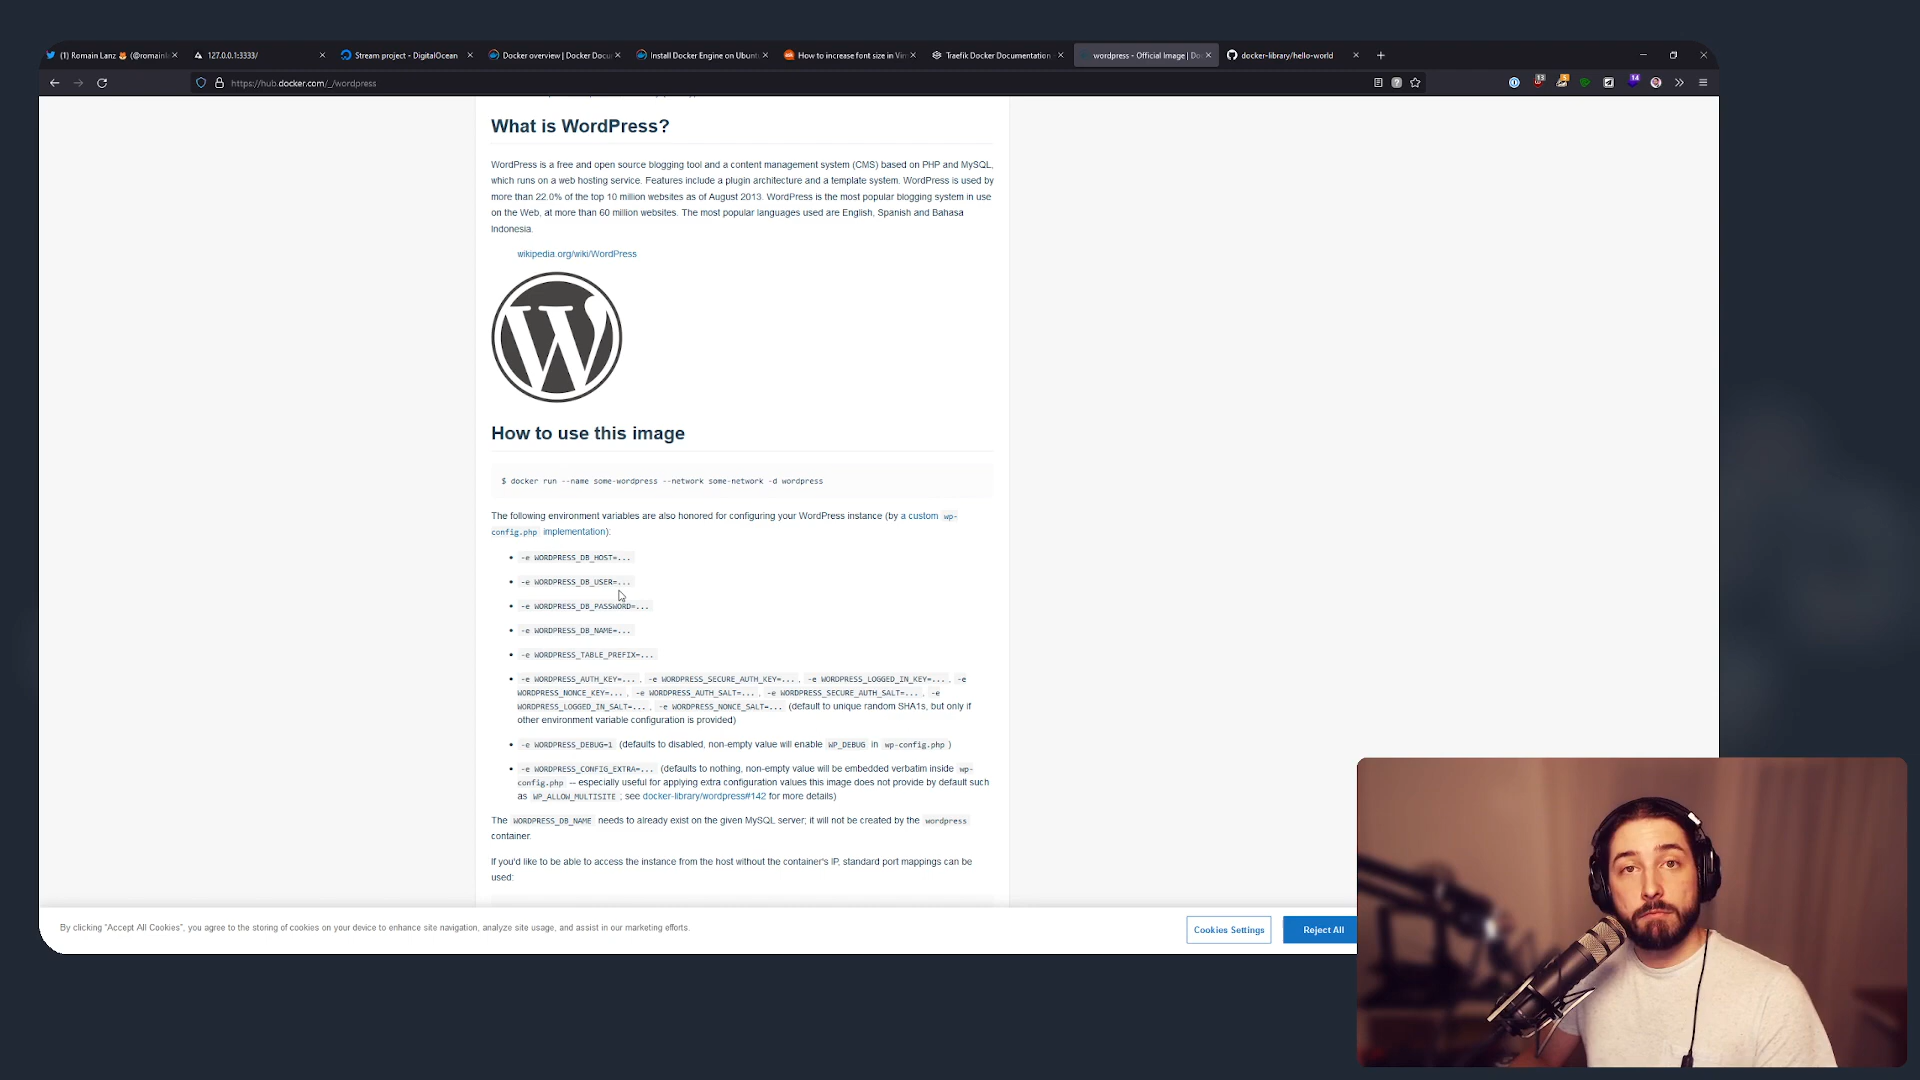 (1) Romain Lanz 🦊 (@romainl
127.0.0.1:3333/
Stream project - DigitalOcean
Docker overview | Docker Docu
Install Docker Engine on Ubunt
How to increase font size in Vin
Traefik Docker Documentation -
wordpress - Official Image | Do
docker-library/hello-world
https://hub.docker.com/_/wordpress
13
5
14
What is WordPress?
WordPress is a free and open source blogging tool and a content management system (CMS) based on PHP and MySQL,
which runs on a web hosting service. Features include a plugin architecture and a template system. WordPress is used by
more than 22.0% of the top 10 million websites as of August 2013. WordPress is the most popular blogging system in use
on the Web, at more than 60 million websites. The most popular languages used are English, Spanish and Bahasa
Indonesia.
wikipedia.org/wiki/WordPress
How to use this image
$ docker run --name some-wordpress --network some-network -d wordpress
The following environment variables are also honored for configuring your WordPress instance (by a custom wp-
config.php implementation):
• -e WORDPRESS_DB_HOST=...
• -e WORDPRESS_DB_USER=...
• -e WORDPRESS_DB_PASSWORD=...
• -e WORDPRESS_DB_NAME=...
• -e WORDPRESS_TABLE_PREFIX=...
• -e WORDPRESS_AUTH_KEY=... , -e WORDPRESS_SECURE_AUTH_KEY=... , -e WORDPRESS_LOGGED_IN_KEY=... , -e
WORDPRESS_NONCE_KEY=... , -e WORDPRESS_AUTH_SALT=... , -e WORDPRESS_SECURE_AUTH_SALT=... , -e
WORDPRESS_LOGGED_IN_SALT=... , -e WORDPRESS_NONCE_SALT=... (default to unique random SHA1s, but only if
other environment variable configuration is provided)
• -e WORDPRESS_DEBUG=1 (defaults to disabled, non-empty value will enable WP_DEBUG in wp-config.php )
• -e WORDPRESS_CONFIG_EXTRA=... (defaults to nothing, non-empty value will be embedded verbatim inside wp-
config.php -- especially useful for applying extra configuration values this image does not provide by default such
as WP_ALLOW_MULTISITE ; see docker-library/wordpress#142 for more details)
The WORDPRESS_DB_NAME needs to already exist on the given MySQL server; it will not be created by the wordpress
container.
If you'd like to be able to access the instance from the host without the container's IP, standard port mappings can be
used:
By clicking "Accept All Cookies", you agree to the storing of cookies on your device to enhance site navigation, analyze site usage, and assist in our marketing efforts.
Cookies Settings
Reject All